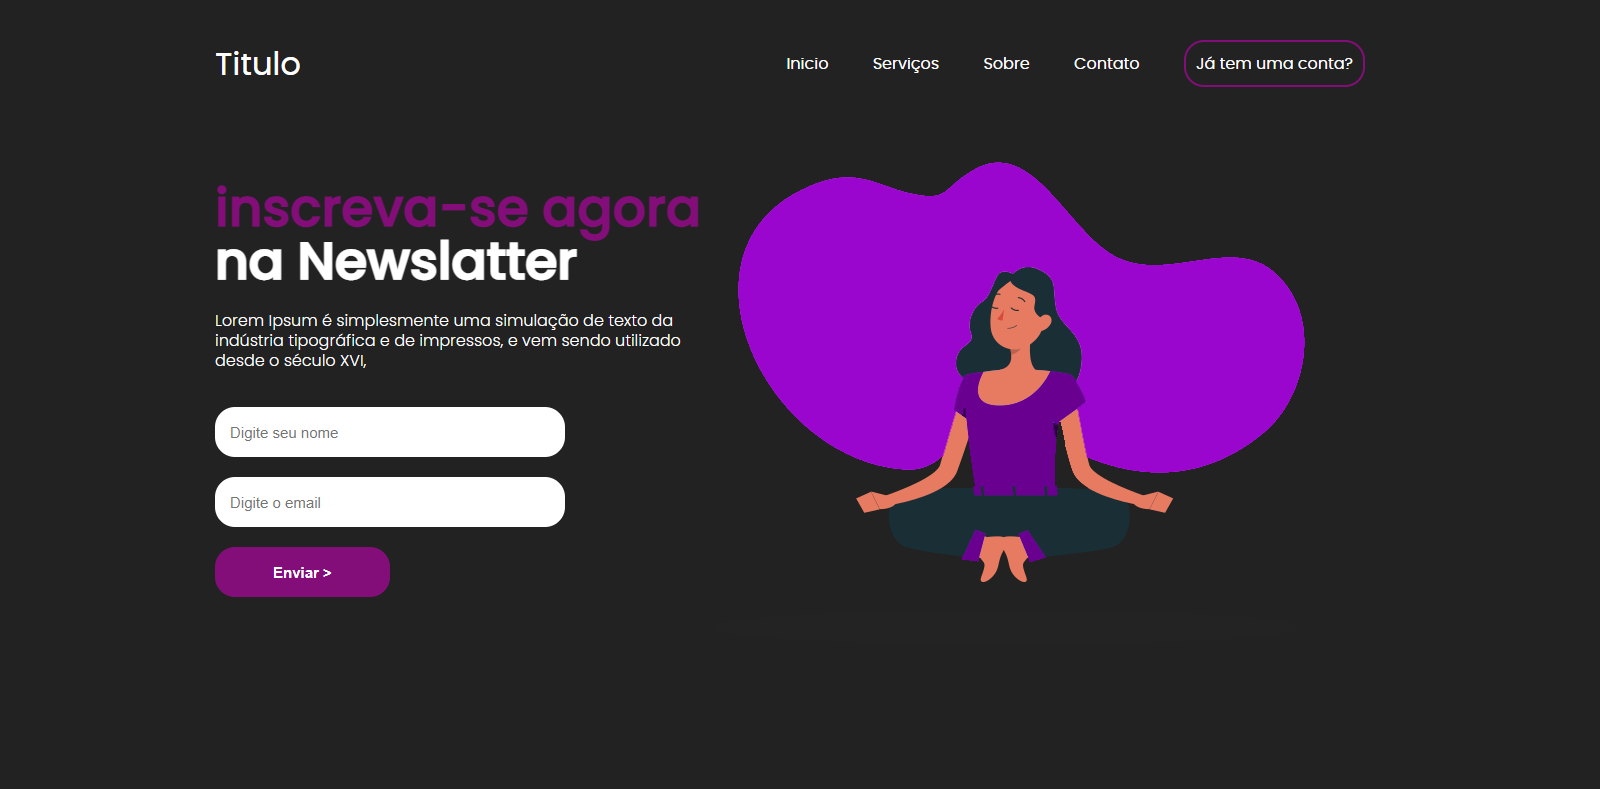 Titulo
Inicio
Serviços
Sobre
Contato
Já tem uma conta?
inscreva-se agora
na Newslatter
Lorem Ipsum é simplesmente uma simulação de texto da
indústria tipográfica e de impressos, e vem sendo utilizado
desde o século XVI,
Digite seu nome
Digite o email
Enviar >